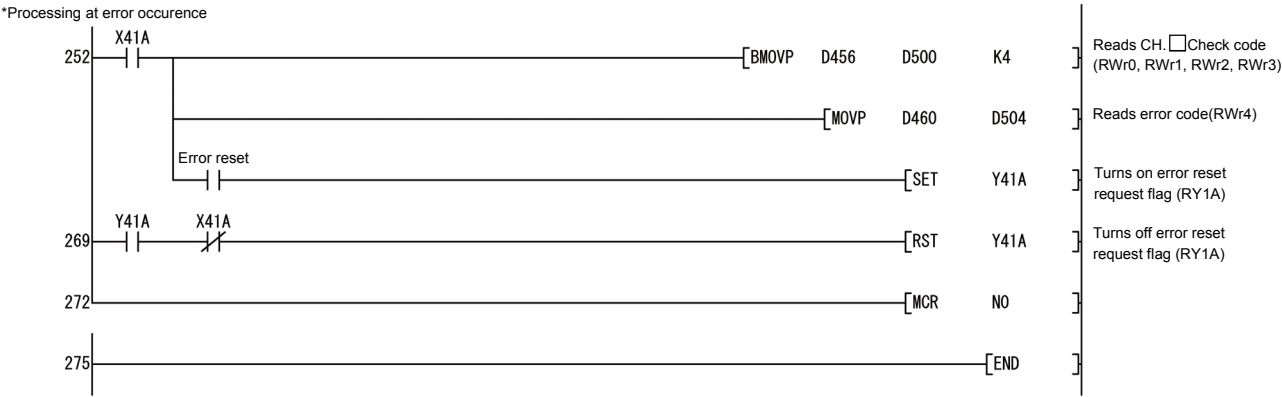 *Processing at error occurence
X41A
252
[BMOVP D456 D500 K4 ]
Reads CH. □Check code
(RWr0, RWr1, RWr2, RWr3)
[MOVP D460 D504 ]
Reads error code(RWr4)
Error reset
[SET Y41A ]
Turns on error reset
request flag (RY1A)
Y41A X41A
269
[RST Y41A ]
Turns off error reset
request flag (RY1A)
272
[MCR N0 ]
275
[END ]